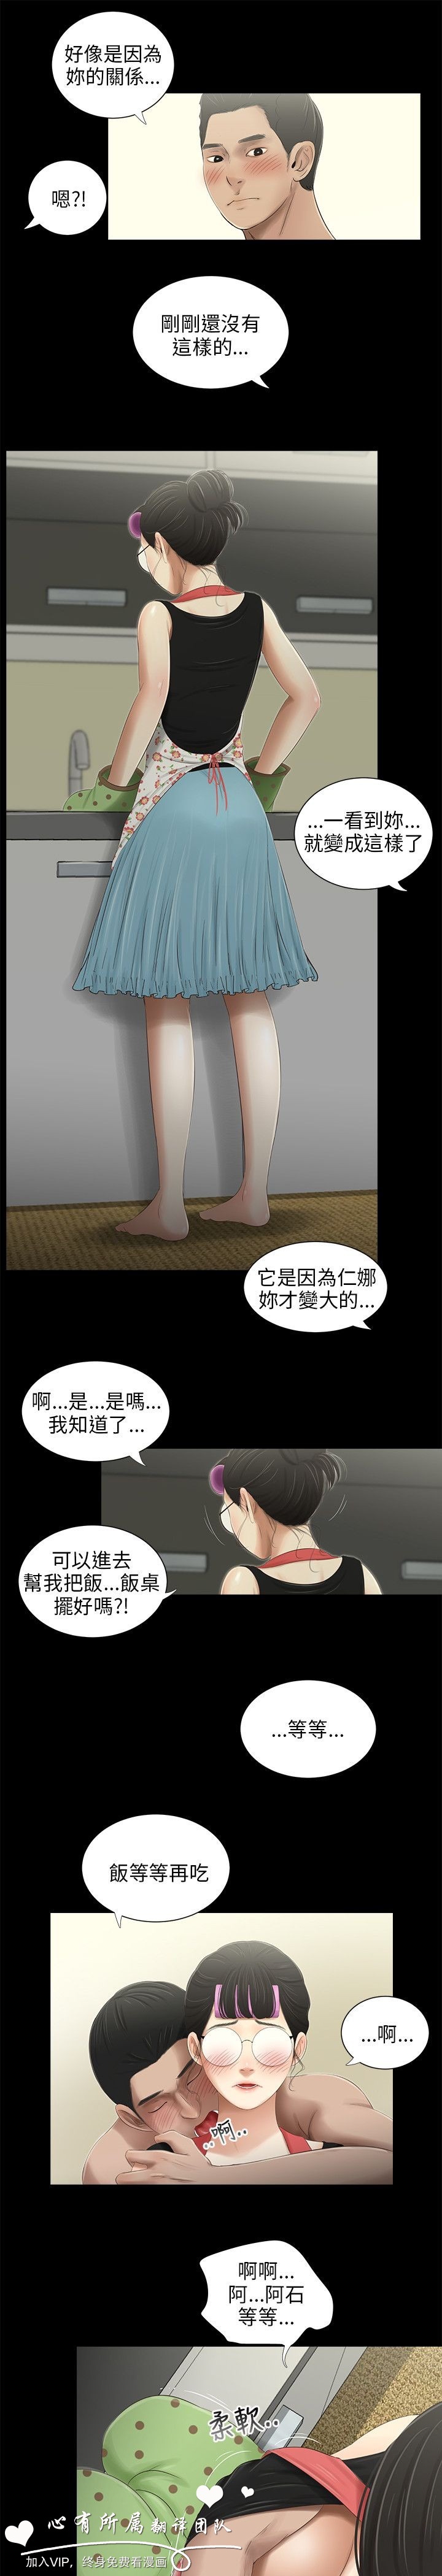 好像是因為
妳的關係...
嗯?!
剛剛還沒有
這樣的...
...一看到妳...
就變成這樣了
它是因為仁娜
妳才變大的...
啊...是...是嗎...
我知道了...
可以進去
幫我把飯...飯桌
擺好嗎?!
...等等...
飯等等再吃
...啊...
..啊..
啊啊...
阿...阿石
等等...
柔軟..
心有所属翻译团队
加入VIP，终身免费看漫画